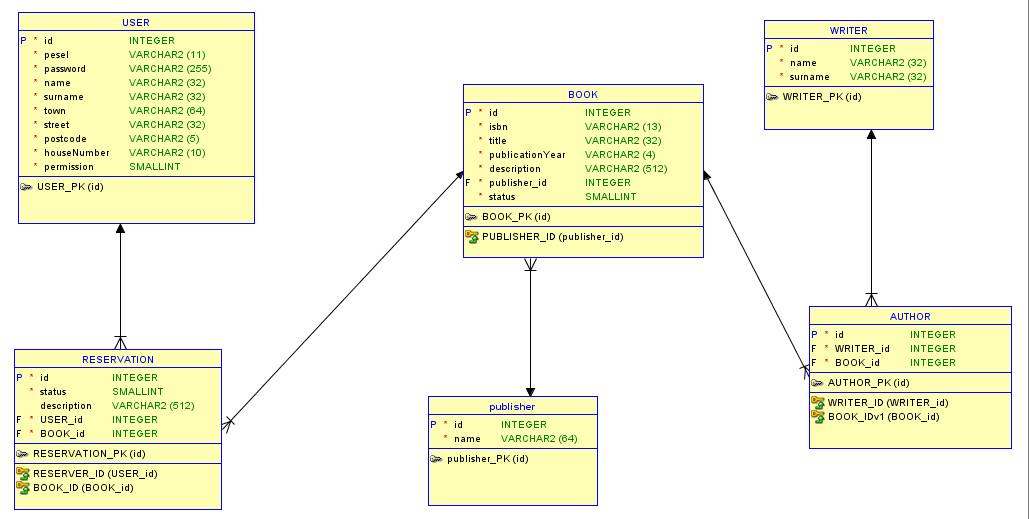 USER
P * id INTEGER
* pesel VARCHAR2 (11)
* password VARCHAR2 (255)
* name VARCHAR2 (32)
* surname VARCHAR2 (32)
* town VARCHAR2 (64)
* street VARCHAR2 (32)
* postcode VARCHAR2 (5)
* houseNumber VARCHAR2 (10)
* permission SMALLINT
USER_PK (id)
BOOK
P * id INTEGER
* isbn VARCHAR2 (13)
* title VARCHAR2 (32)
* publicationYear VARCHAR2 (4)
* description VARCHAR2 (512)
F * publisher_id INTEGER
* status SMALLINT
BOOK_PK (id)
PUBLISHER_ID (publisher_id)
WRITER
P * id INTEGER
* name VARCHAR2 (32)
* surname VARCHAR2 (32)
WRITER_PK (id)
RESERVATION
P * id INTEGER
* status SMALLINT
description VARCHAR2 (512)
F * USER_id INTEGER
F * BOOK_id INTEGER
RESERVATION_PK (id)
RESERVER_ID (USER_id)
BOOK_ID (BOOK_id)
publisher
P * id INTEGER
* name VARCHAR2 (64)
publisher_PK (id)
AUTHOR
P * id INTEGER
F * WRITER_id INTEGER
F * BOOK_id INTEGER
AUTHOR_PK (id)
WRITER_ID (WRITER_id)
BOOK_IDv1 (BOOK_id)